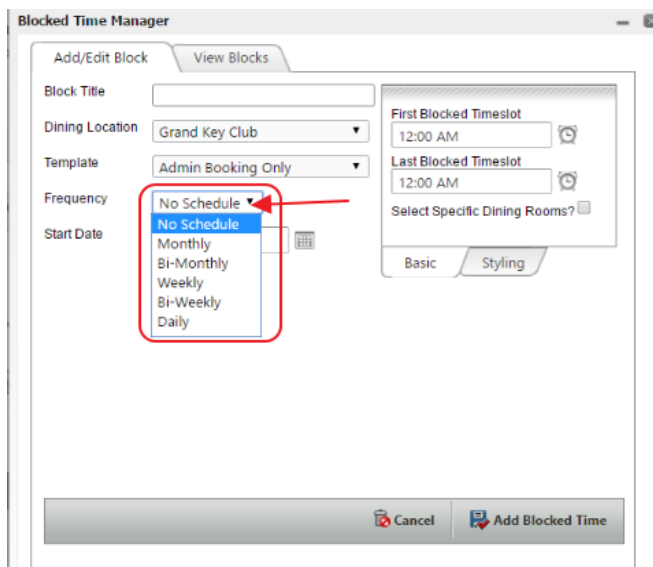 Blocked Time Manager
Add/Edit Block
View Blocks
Block Title
Dining Location
Grand Key Club
Template
Admin Booking Only
Frequency
No Schedule
No Schedule
Monthly
Bi-Monthly
Weekly
Bi-Weekly
Daily
Start Date
First Blocked Timeslot
12:00 AM
Last Blocked Timeslot
12:00 AM
Select Specific Dining Rooms?
Basic
Styling
Cancel
Add Blocked Time